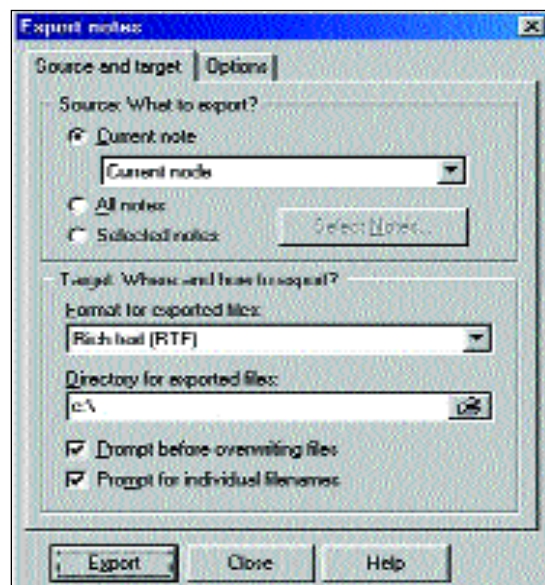 Export notes
Source and target Options
Source: What to export?
Current note
Current node
All notes
Selected notes
Select Notes...
Target: Where and how to export?
Format for exported files:
Rich text (RTF)
Directory for exported files:
c:\
Prompt before overwriting files
Prompt for individual filenames
Export Close Help